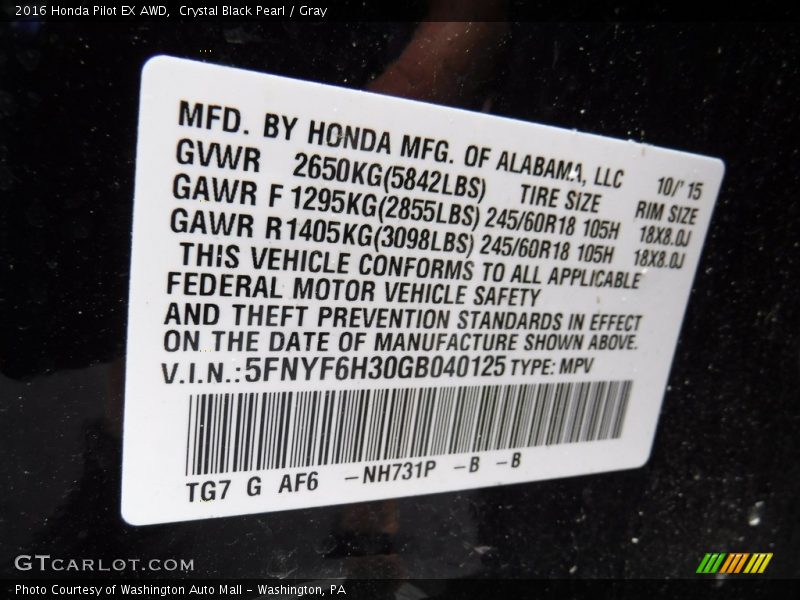 2016 Honda Pilot EX AWD,  Crystal Black Pearl / Gray
MFD. BY HONDA MFG. OF ALABAMA, LLC 10/'15
GVWR 2650KG(5842LBS) TIRE SIZE RIM SIZE
GAWR F 1295KG(2855LBS) 245/60R18 105H 18X8.0J
GAWR R 1405KG(3098LBS) 245/60R18 105H 18X8.0J
THIS VEHICLE CONFORMS TO ALL APPLICABLE
FEDERAL MOTOR VEHICLE SAFETY
AND THEFT PREVENTION STANDARDS IN EFFECT
ON THE DATE OF MANUFACTURE SHOWN ABOVE.
V.I.N.: 5FNYF6H30GB040125 TYPE: MPV
TG7 G AF6 –NH731P –B –B
GTCARLOT.COM
Photo Courtesy of Washington Auto Mall - Washington, PA